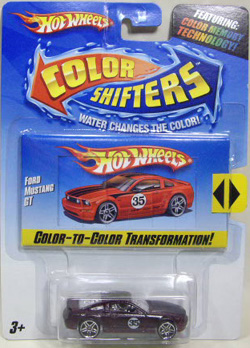 HOT WHEELS
FEATURING:
COLOR MEMORY
TECHNOLOGY!
COLOR
SHIFTERS
WATER CHANGES THE COLOR!
HOT WHEELS
FORD
MUSTANG
GT
35
COLOR-TO-COLOR TRANSFORMATION!
35
3+